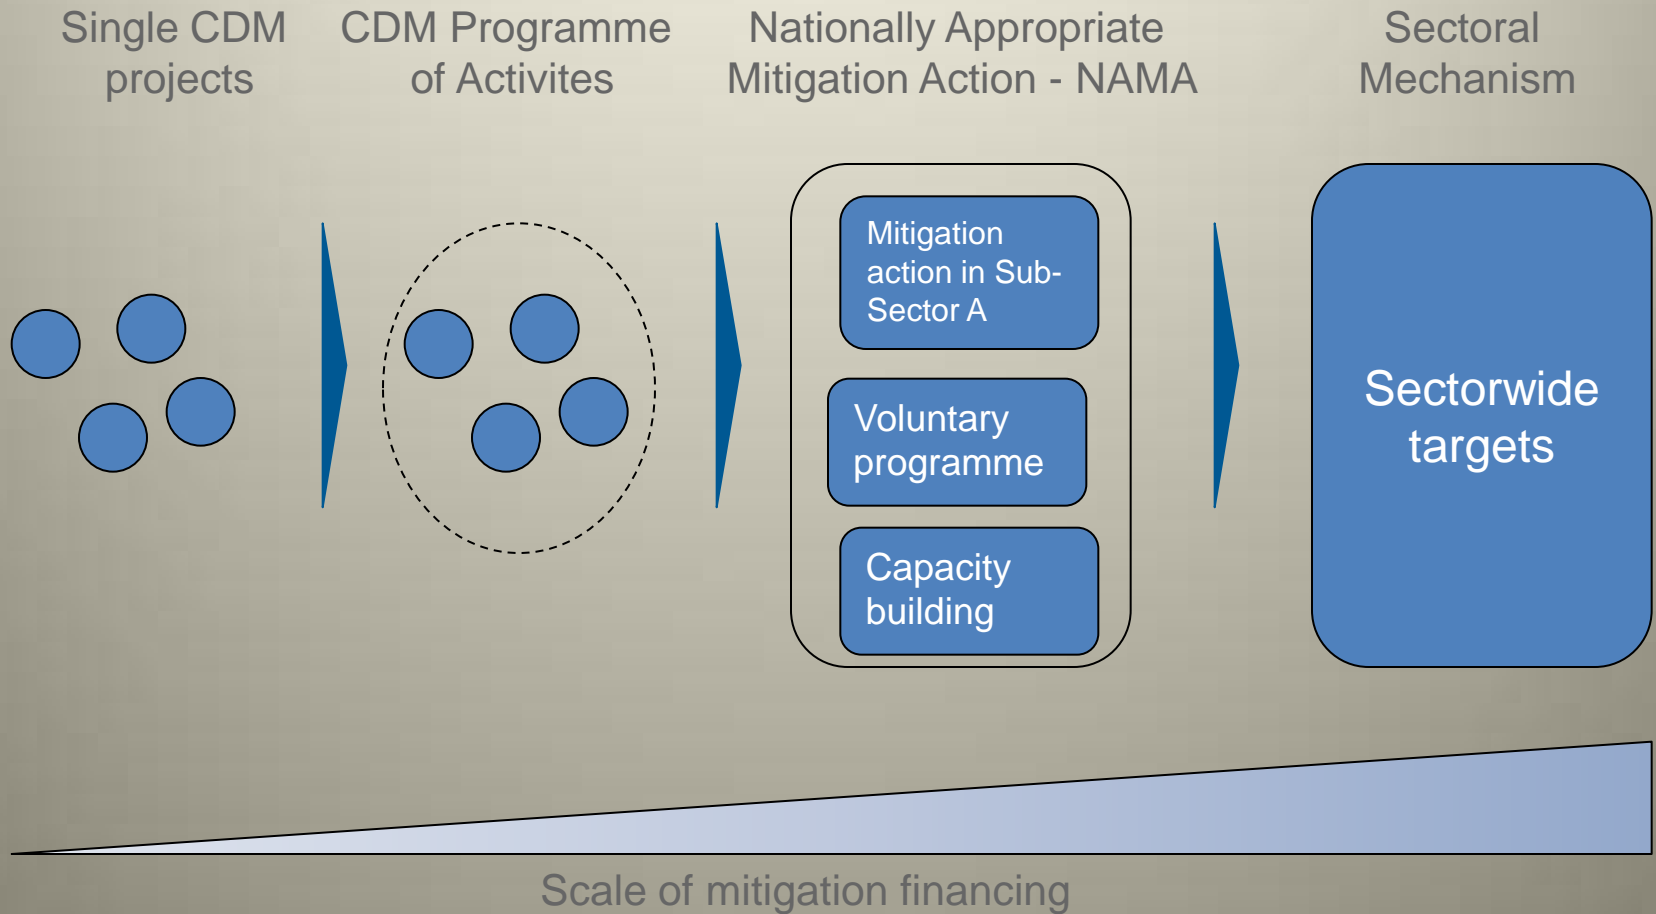 Single CDM
projects
CDM Programme
of Activites
Nationally Appropriate
Mitigation Action - NAMA
Sectoral
Mechanism
Mitigation
action in Sub-
Sector A
Voluntary
programme
Capacity
building
Sectorwide
targets
Scale of mitigation financing